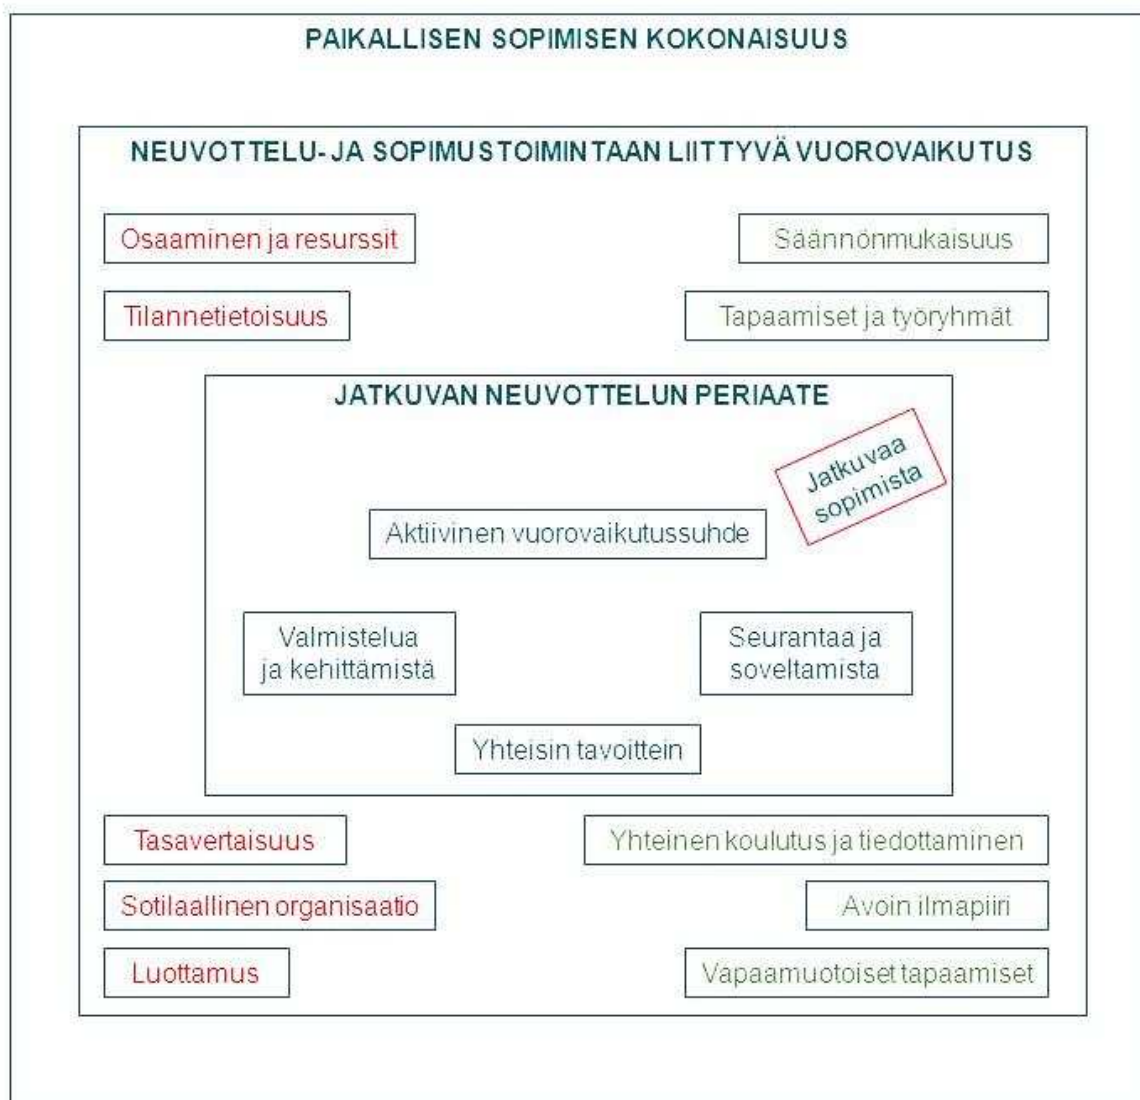 PAIKALLISEN SOPIMISEN KOKONAISUUS
NEUVOTTELU- JA SOPIMUSTOIMINTAAN LIITTYVÄ VUOROVAIKUTUS
Osaaminen ja resurssit
Säännönmukaisuus
Tilannetietoisuus
Tapaamiset ja työryhmät
JATKUVAN NEUVOTTELUN PERIAATE
Jatkuvaa
sopimista
Aktiivinen vuorovaikutussuhde
Valmistelua
ja kehittämistä
Seurantaa ja
soveltamista
Yhteisin tavoittein
Tasavertaisuus
Yhteinen koulutus ja tiedottaminen
Sotilaallinen organisaatio
Avoin ilmapiiri
Luottamus
Vapaamuotoiset tapaamiset